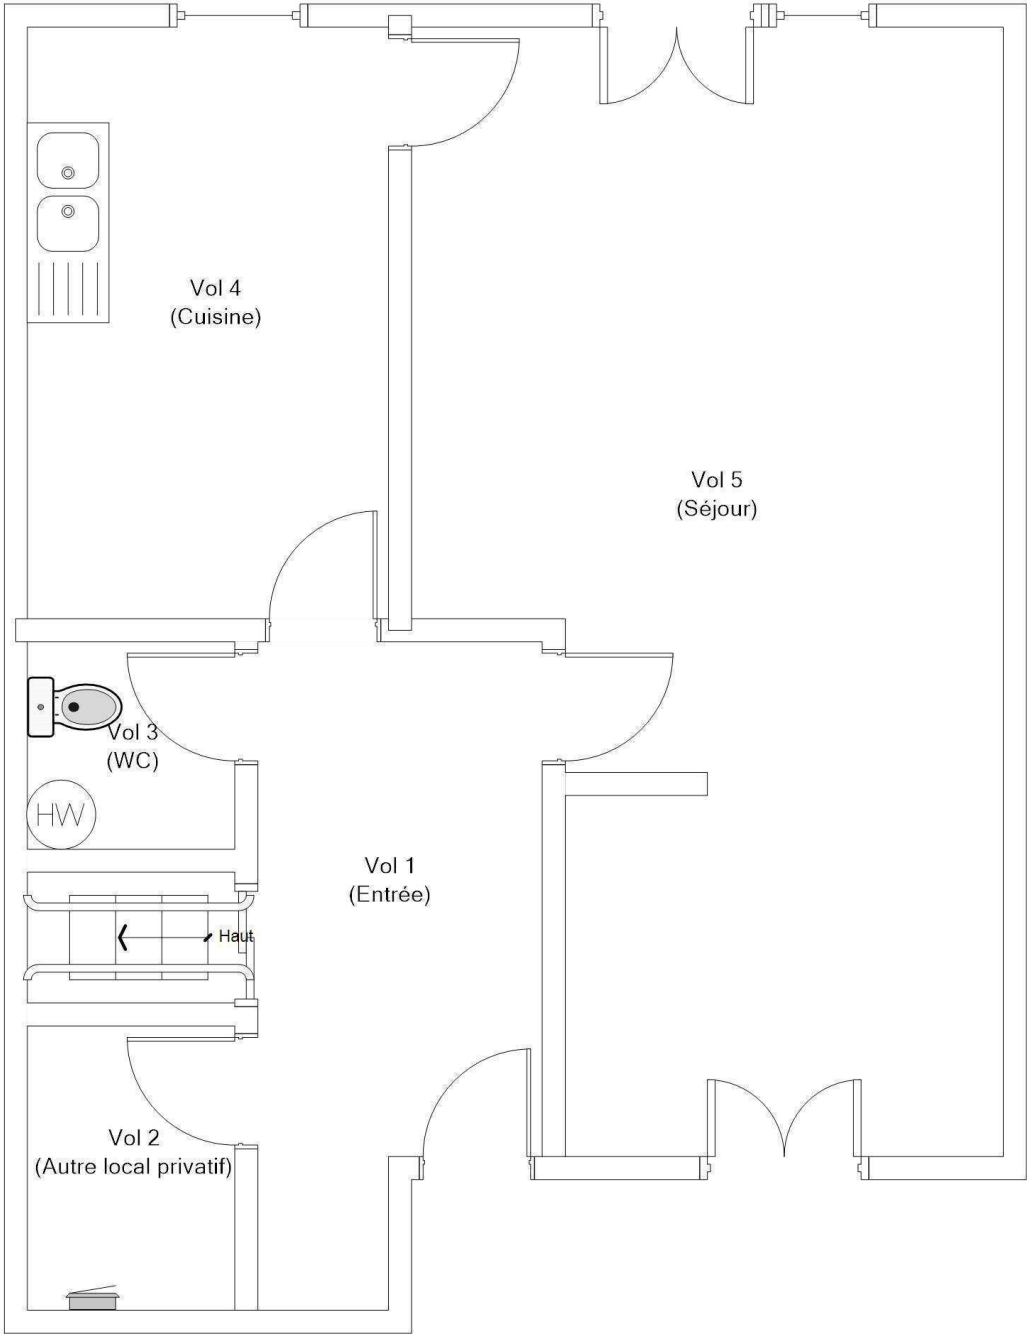 Vol 4
(Cuisine)
Vol 5
(Séjour)
Vol 3
(WC)
HW
Vol 1
(Entrée)
Haut
Vol 2
(Autre local privatif)